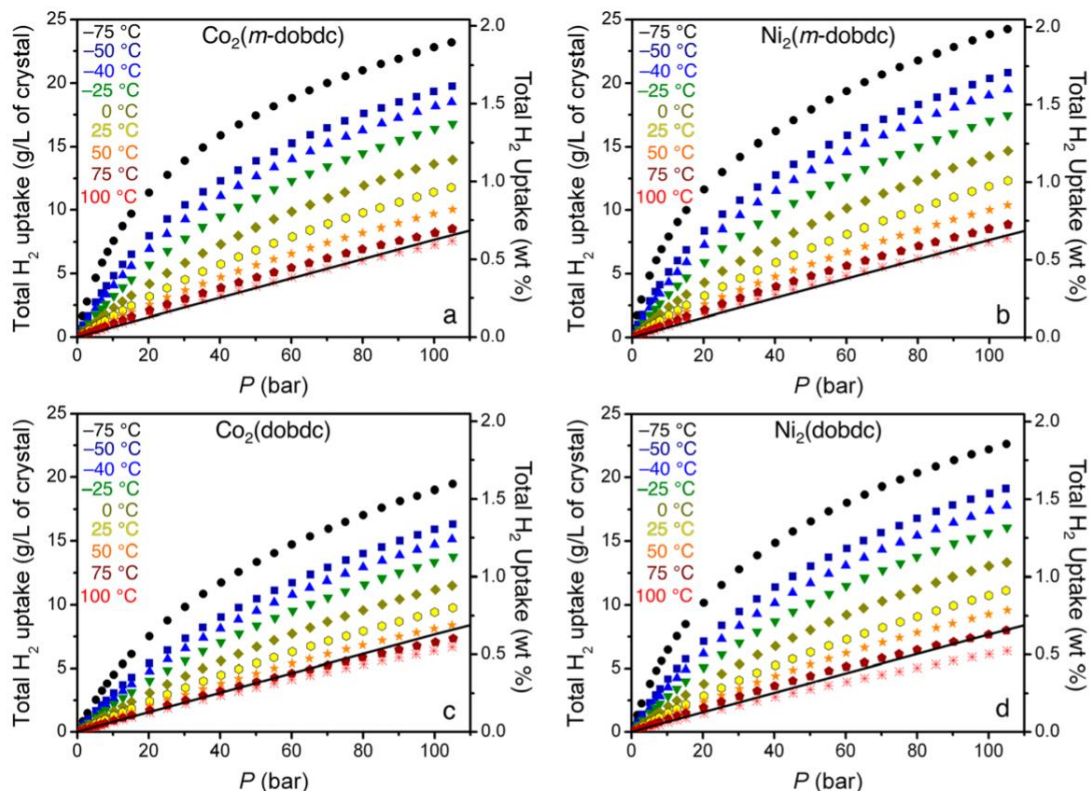 Co2(m-dobdc)
–75 °C
–50 °C
–40 °C
–25 °C
0 °C
25 °C
50 °C
75 °C
100 °C
Total H2 uptake (g/L of crystal)
25
20
15
10
5
0
Total H2 Uptake (wt %)
2.0
1.5
1.0
0.5
0.0
a
0 20 40 60 80 100
P (bar)
Ni2(m-dobdc)
–75 °C
–50 °C
–40 °C
–25 °C
0 °C
25 °C
50 °C
75 °C
100 °C
Total H2 uptake (g/L of crystal)
25
20
15
10
5
0
Total H2 Uptake (wt %)
2.0
1.5
1.0
0.5
0.0
b
0 20 40 60 80 100
P (bar)
Co2(dobdc)
–75 °C
–50 °C
–40 °C
–25 °C
0 °C
25 °C
50 °C
75 °C
100 °C
Total H2 uptake (g/L of crystal)
25
20
15
10
5
0
Total H2 Uptake (wt %)
2.0
1.5
1.0
0.5
0.0
c
0 20 40 60 80 100
P (bar)
Ni2(dobdc)
–75 °C
–50 °C
–40 °C
–25 °C
0 °C
25 °C
50 °C
75 °C
100 °C
Total H2 uptake (g/L of crystal)
25
20
15
10
5
0
Total H2 Uptake (wt %)
2.0
1.5
1.0
0.5
0.0
d
0 20 40 60 80 100
P (bar)